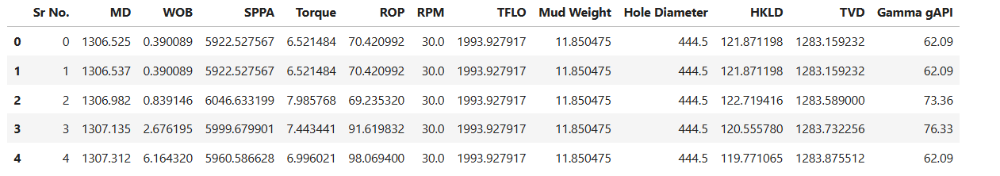 Sr No. MD WOB SPPA Torque ROP RPM TFLO Mud Weight Hole Diameter HKLD TVD Gamma gAPI
0 0 1306.525 0.390089 5922.527567 6.521484 70.420992 30.0 1993.927917 11.850475 444.5 121.871198 1283.159232 62.09
1 1 1306.537 0.390089 5922.527567 6.521484 70.420992 30.0 1993.927917 11.850475 444.5 121.871198 1283.159232 62.09
2 2 1306.982 0.839146 6046.633199 7.985768 69.235320 30.0 1993.927917 11.850475 444.5 122.719416 1283.589000 73.36
3 3 1307.135 2.676195 5999.679901 7.443441 91.619832 30.0 1993.927917 11.850475 444.5 120.555780 1283.732256 76.33
4 4 1307.312 6.164320 5960.586628 6.996021 98.069400 30.0 1993.927917 11.850475 444.5 119.771065 1283.875512 62.09